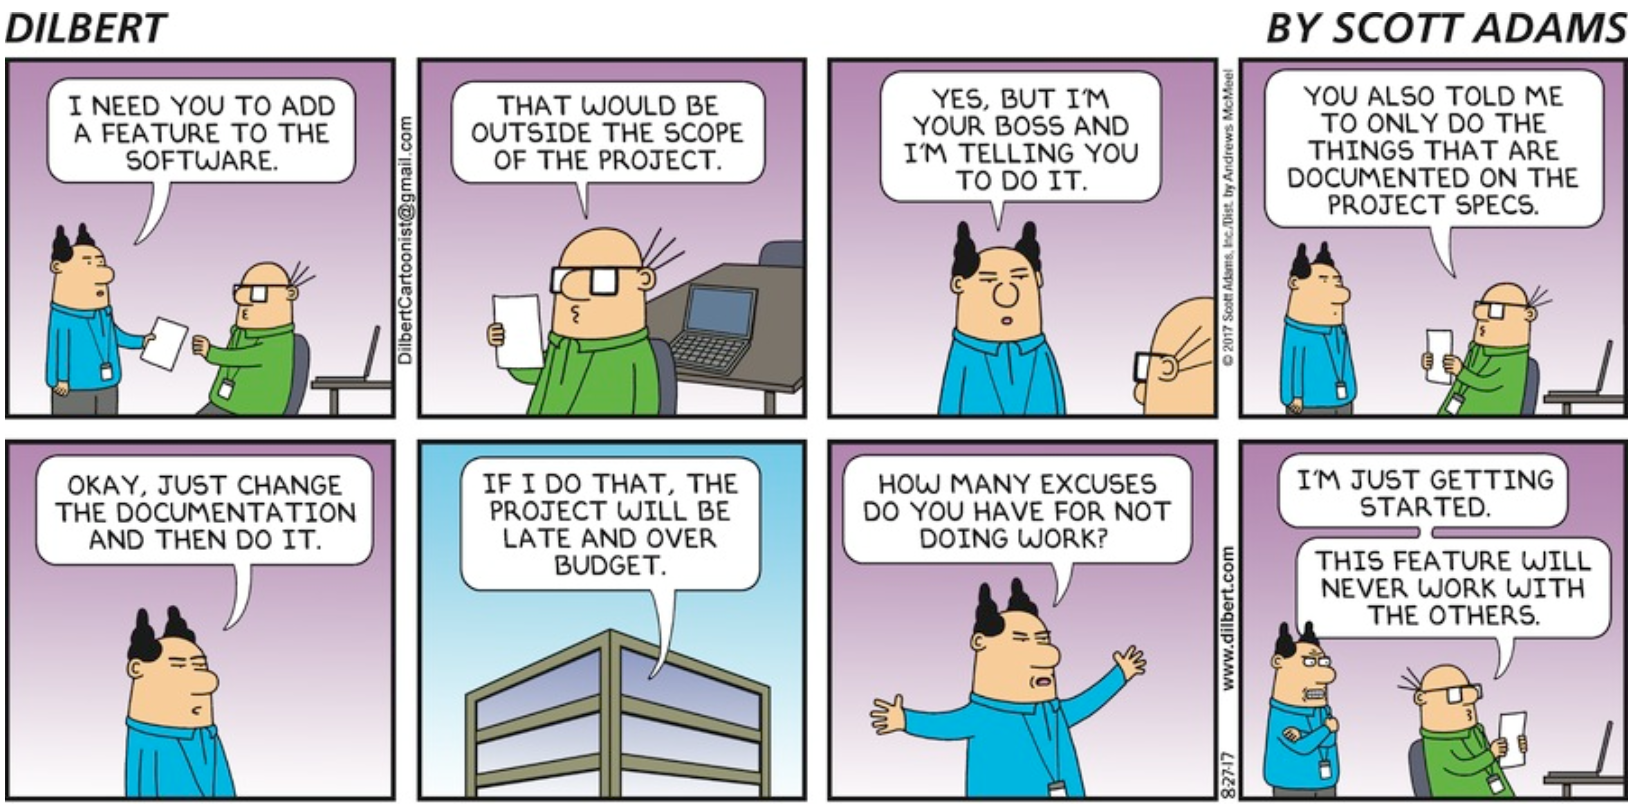 DILBERT
BY SCOTT ADAMS
I NEED YOU TO ADD
A FEATURE TO THE
SOFTWARE.
DilbertCartoonist@gmail.com
THAT WOULD BE
OUTSIDE THE SCOPE
OF THE PROJECT.
YES, BUT I'M
YOUR BOSS AND
I'M TELLING YOU
TO DO IT.
© 2017 Scott Adams, Inc./Dist. by Andrews McMeel
YOU ALSO TOLD ME
TO ONLY DO THE
THINGS THAT ARE
DOCUMENTED ON THE
PROJECT SPECS.
OKAY, JUST CHANGE
THE DOCUMENTATION
AND THEN DO IT.
IF I DO THAT, THE
PROJECT WILL BE
LATE AND OVER
BUDGET.
HOW MANY EXCUSES
DO YOU HAVE FOR NOT
DOING WORK?
8-27-17 www.dilbert.com
I'M JUST GETTING
STARTED.
THIS FEATURE WILL
NEVER WORK WITH
THE OTHERS.